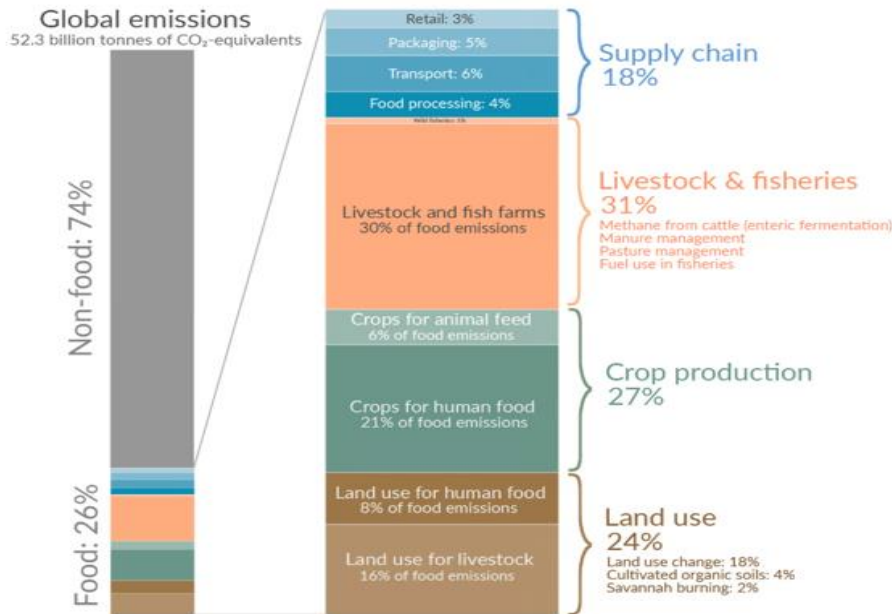 Global emissions
52.3 billion tonnes of CO₂-equivalents
Non-food: 74%
Food: 26%
Retail: 3%
Packaging: 5%
Transport: 6%
Food processing: 4%
Wild fisheries: 1%
Livestock and fish farms
30% of food emissions
Crops for animal feed
6% of food emissions
Crops for human food
21% of food emissions
Land use for human food
8% of food emissions
Land use for livestock
16% of food emissions
Supply chain
18%
Livestock & fisheries
31%
Methane from cattle (enteric fermentation)
Manure management
Pasture management
Fuel use in fisheries
Crop production
27%
Land use
24%
Land use change: 18%
Cultivated organic soils: 4%
Savannah burning: 2%